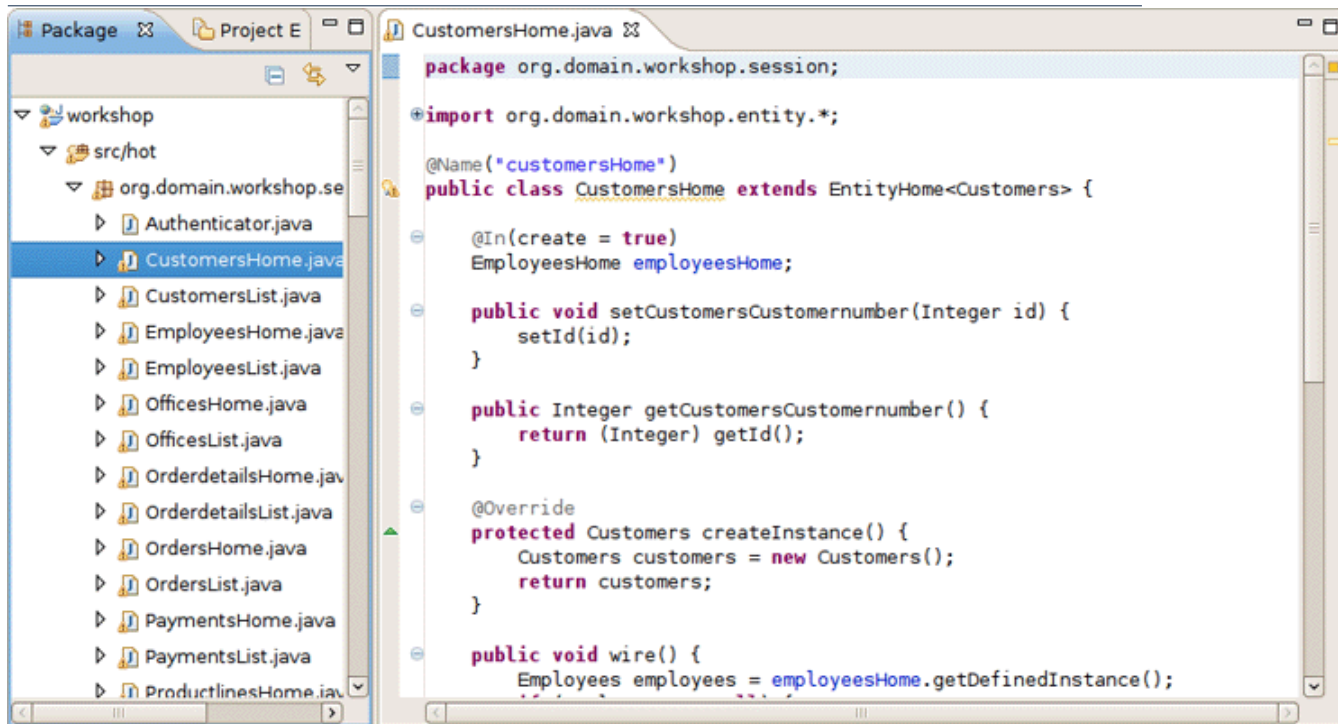 Package
Project E
workshop
src/hot
org.domain.workshop.se
Authenticator.java
CustomersHome.java
CustomersList.java
EmployeesHome.java
EmployeesList.java
OfficesHome.java
OfficesList.java
OrderdetailsHome.jav
OrderdetailsList.java
OrdersHome.java
OrdersList.java
PaymentsHome.java
PaymentsList.java
ProductlinesHome.jav
CustomersHome.java
package org.domain.workshop.session;
import org.domain.workshop.entity.*;
@Name("customersHome")
public class CustomersHome extends EntityHome<Customers> {
@In(create = true)
EmployeesHome employeesHome;
public void setCustomersCustomernumber(Integer id) {
setId(id);
}
public Integer getCustomersCustomernumber() {
return (Integer) getId();
}
@Override
protected Customers createInstance() {
Customers customers = new Customers();
return customers;
}
public void wire() {
Employees employees = employeesHome.getDefinedInstance();